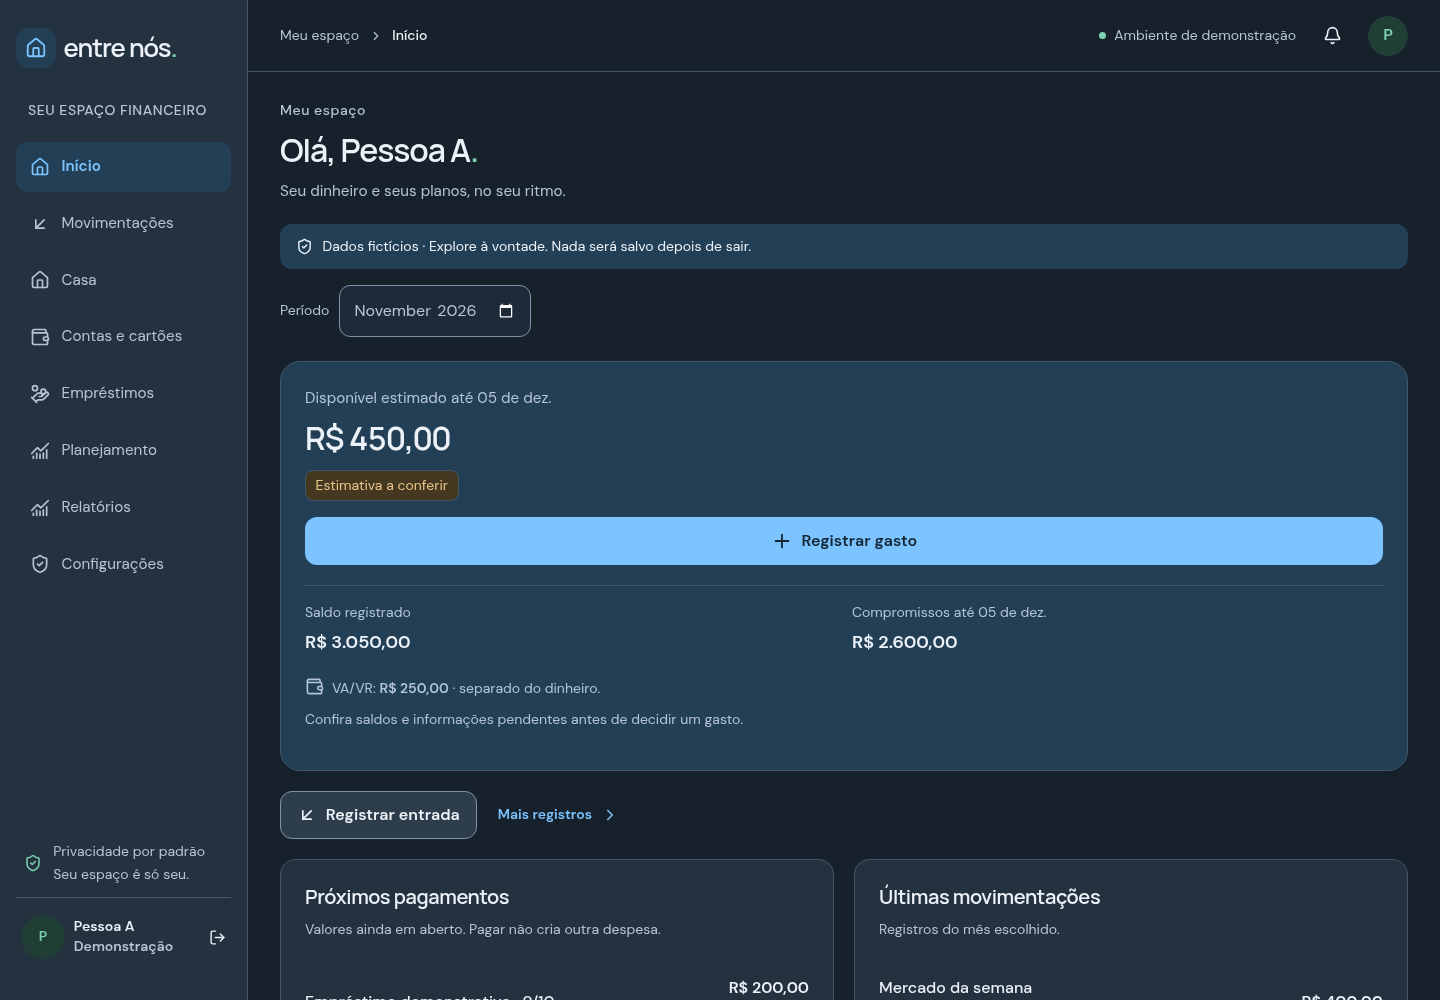 entre nós.
SEU ESPAÇO FINANCEIRO
Início
Movimentações
Casa
Contas e cartões
Empréstimos
Planejamento
Relatórios
Configurações
Privacidade por padrão
Seu espaço é só seu.
P
Pessoa A
Demonstração
Meu espaço
Início
Ambiente de demonstração
P
Meu espaço
Olá, Pessoa A.
Seu dinheiro e seus planos, no seu ritmo.
Dados fictícios · Explore à vontade. Nada será salvo depois de sair.
Período
November 2026
Disponível estimado até 05 de dez.
R$ 450,00
Estimativa a conferir
Registrar gasto
Saldo registrado
R$ 3.050,00
Compromissos até 05 de dez.
R$ 2.600,00
VA/VR: R$ 250,00 · separado do dinheiro.
Confira saldos e informações pendentes antes de decidir um gasto.
Registrar entrada
Mais registros
Próximos pagamentos
Valores ainda em aberto. Pagar não cria outra despesa.
R$ 200,00
Empréstimo demonstrativo
Últimas movimentações
Registros do mês escolhido.
Mercado da semana
R$ 400,00